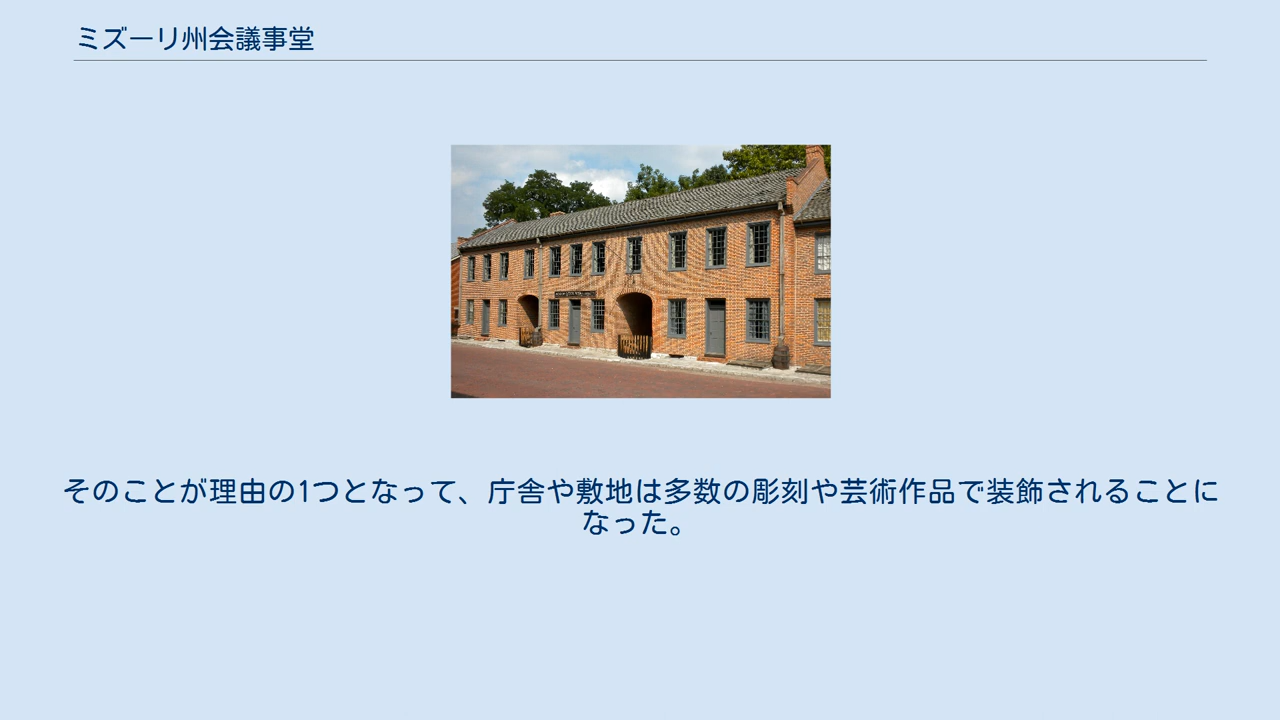 ミズーリ州会議事堂
そのことが理由の1つとなって、庁舎や敷地は多数の彫刻や芸術作品で装飾されることに
なった。